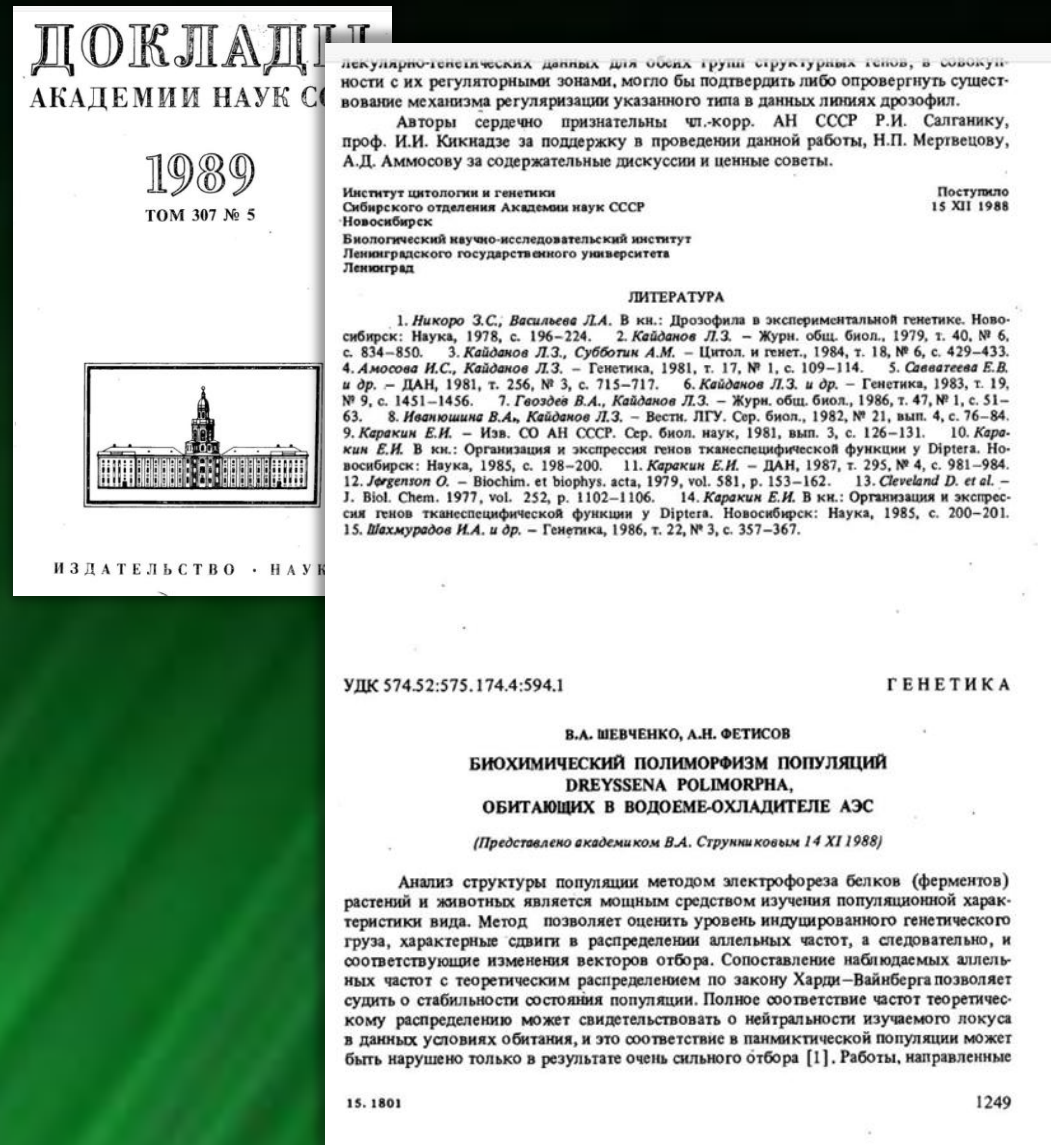 ДОКЛАДЫ
АКАДЕМИИ НАУК
1989
ТОМ 307 № 5
ИЗДАТЕЛЬСТВО · НАУК
лекулярно-генетических данных для обеих групп структурных генов, в совокуп-
ности с их регуляторными зонами, могло бы подтвердить либо опровергнуть сущест-
вование механизма регуляризации указанного типа в данных линиях дрозофил.
Авторы сердечно признательны чл.-корр. АН СССР Р.И. Салганику,
проф. И.И. Кикнадзе за поддержку в проведении данной работы, Н.П. Мертвецову,
А.Д. Аммосову за содержательные дискуссии и ценные советы.
Институт цитологии и генетики
Сибирского отделения Академии наук СССР
Новосибирск
Поступило
15 XII 1988
Биологический научно-исследовательский институт
Ленинградского государственного университета
Ленинград
ЛИТЕРАТУРА
1. Никоро З.С., Васильева Л.А. В кн.: Дрозофила в экспериментальной генетике. Ново-
сибирск: Наука, 1978, с. 196–224. 2. Кайданов Л.З. – Журн. общ. биол., 1979, т. 40, № 6,
с. 834–850. 3. Кайданов Л.З., Субботин А.М. – Цитол. и генет., 1984, т. 18, № 6, с. 429–433.
4. Амосова И.С., Кайданов Л.З. – Генетика, 1981, т. 17, № 1, с. 109–114. 5. Савватеева Е.В.
и др. – ДАН, 1981, т. 256, № 3, с. 715–717. 6. Кайданов Л.З. и др. – Генетика, 1983, т. 19,
№ 9, с. 1451–1456. 7. Гвоздев В.А., Кайданов Л.З. – Журн. общ. биол., 1986, т. 47, № 1, с. 51–
63. 8. Иванюшина В.А., Кайданов Л.З. – Вестн. ЛГУ. Сер. биол., 1982, № 21, вып. 4, с. 76–84.
9. Каракин Е.И. – Изв. СО АН СССР. Сер. биол. наук, 1981, вып. 3, с. 126–131. 10. Кара-
кин Е.И. В кн.: Организация и экспрессия генов тканеспецифической функции у Diptera. Но-
восибирск: Наука, 1985, с. 198–200. 11. Каракин Е.И. – ДАН, 1987, т. 295, № 4, с. 981–984.
12. Jørgenson O. – Biochim. et biophys. acta, 1979, vol. 581, p. 153–162. 13. Cleveland D. et al. –
J. Biol. Chem. 1977, vol. 252, p. 1102–1106. 14. Каракин Е.И. В кн.: Организация и экспрес-
сия генов тканеспецифической функции у Diptera. Новосибирск: Наука, 1985, с. 200–201.
15. Шахмурадов И.А. и др. – Генетика, 1986, т. 22, № 3, с. 357–367.
УДК 574.52:575.174.4:594.1
ГЕНЕТИКА
В.А. ШЕВЧЕНКО, А.Н. ФЕТИСОВ
БИОХИМИЧЕСКИЙ ПОЛИМОРФИЗМ ПОПУЛЯЦИЙ
DREYSSENA POLIMORPHA,
ОБИТАЮЩИХ В ВОДОЕМЕ-ОХЛАДИТЕЛЕ АЭС
(Представлено академиком В.А. Струнниковым 14 XI 1988)
Анализ структуры популяции методом электрофореза белков (ферментов)
растений и животных является мощным средством изучения популяционной харак-
теристики вида. Метод позволяет оценить уровень индуцированного генетического
груза, характерные сдвиги в распределении аллельных частот, а следовательно, и
соответствующие изменения векторов отбора. Сопоставление наблюдаемых аллель-
ных частот с теоретическим распределением по закону Харди–Вайнберга позволяет
судить о стабильности состояния популяции. Полное соответствие частот теоретичес-
кому распределению может свидетельствовать о нейтральности изучаемого локуса
в данных условиях обитания, и это соответствие в панмиктической популяции может
быть нарушено только в результате очень сильного отбора [1]. Работы, направленные
15. 1801
1249